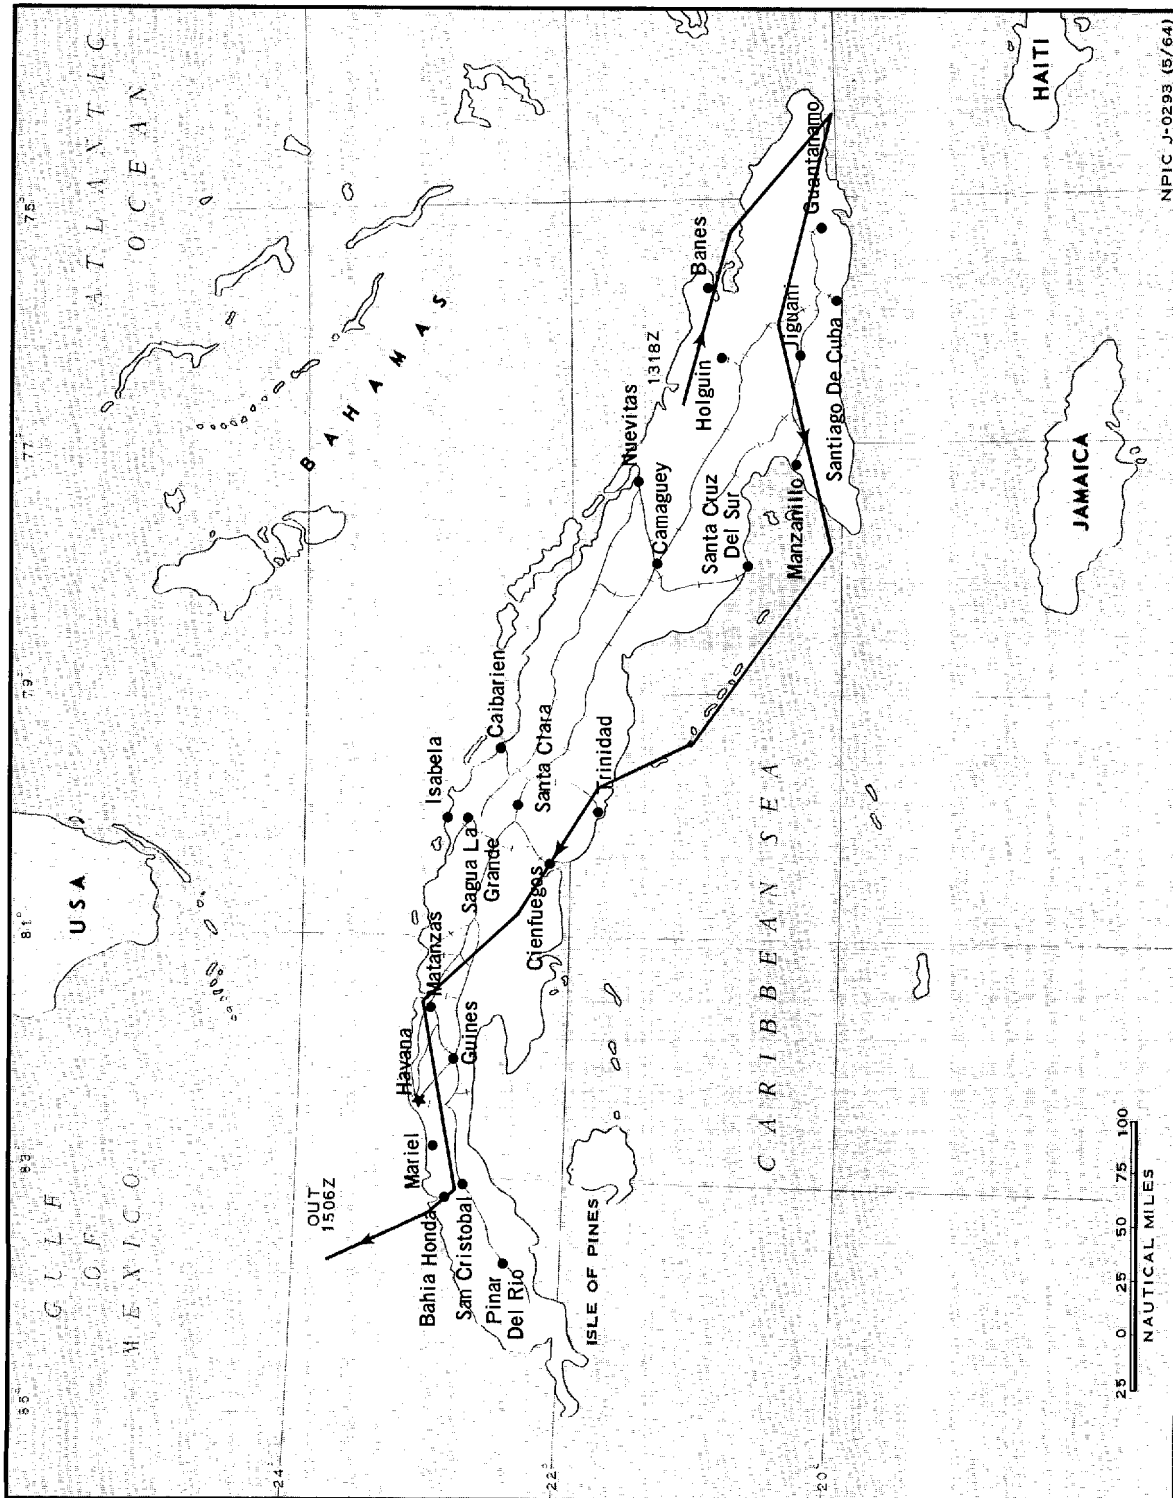 85°
83
81°
79°
77°
75°
24°
22°
20°
GULF
OF
MEXICO
USA
ATLANTIC
OCEAN
BAHAMAS
OUT
1506Z
Mariel
Havana
Matanzas
Guines
Bahia Honda
San Cristobal
Pinar
Del Rio
ISLE OF PINES
Isabela
Sagua La
Grande
Caibarien
Santa Clara
Cienfuegos
Trinidad
Nuevitas
Camaguey
Santa Cruz
Del Sur
1318Z
Holguin
Banes
Manzanillo
Jiguani
Santiago De Cuba
Guantanamo
CARIBBEAN SEA
JAMAICA
HAITI
25 0 25 50 75 100
NAUTICAL MILES
NPIC J-0293 (5/64)